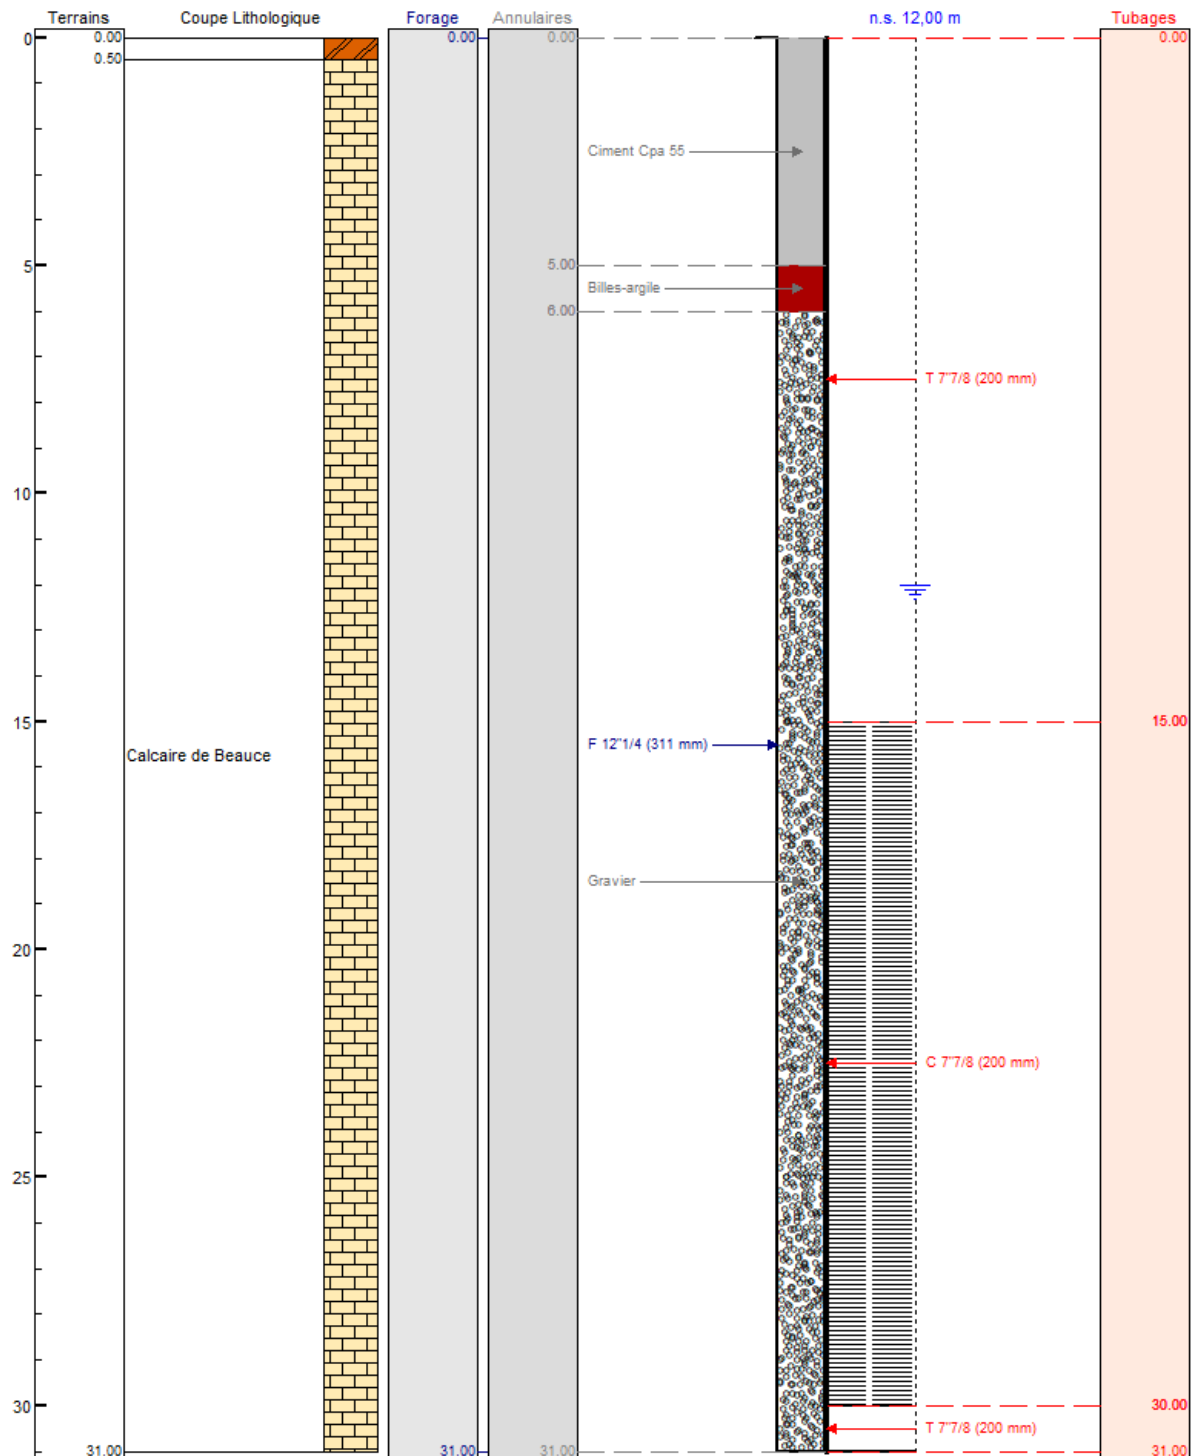 Terrains Coupe Lithologique Forage Annulaires n.s. 12,00 m Tubages
0 0.00 0.00 0.00 0.00
0.50
Ciment Cpa 55
5 5.00
Billes-argile
6.00
T 7"7/8 (200 mm)
10
15 15.00
F 12"1/4 (311 mm)
Calcaire de Beauce
Gravier
20
C 7"7/8 (200 mm)
25
30 30.00
T 7"7/8 (200 mm)
31.00 31.00 31.00 31.00